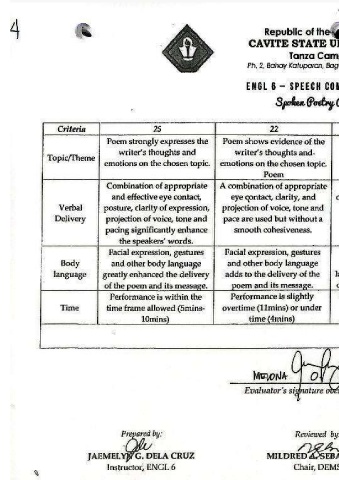 4
Republic of the
CAVITE STATE U
Tanza Cam
Ph. 2, Bahay Katuparan, Bag
ENGL 6 – SPEECH COM
Spoken Poetry
Criteria
25
22
Topic/Theme
Poem strongly expresses the
writer's thoughts and
emotions on the chosen topic.
Poem shows evidence of the
writer's thoughts and
emotions on the chosen topic.
Poem
Verbal
Delivery
Combination of appropriate
and effective eye contact,
posture, clarity of expression,
projection of voice, tone and
pacing significantly enhance
the speakers' words.
A combination of appropriate
eye contact, clarity, and
projection of voice, tone and
pace are used but without a
smooth cohesiveness.
Body
language
Facial expression, gestures
and other body language
greatly enhanced the delivery
of the poem and its message.
Facial expression, gestures
and other body language
adds to the delivery of the
poem and its message.
Time
Performance is within the
time frame allowed (5mins-
10mins)
Performance is slightly
overtime (11mins) or under
time (4mins)
Evaluator's signature over
Prepared by:
JAEMELYN G. DELA CRUZ
Instructor, ENGL 6
Reviewed by
MILDRED A. SEBA
Chair, DEMS